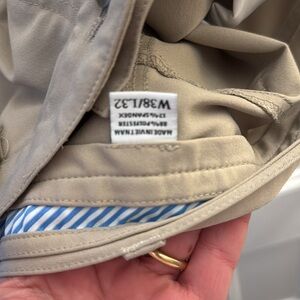 MADE IN VIETNAM
88% POLYESTER
12% SPANDEX
W38/L32